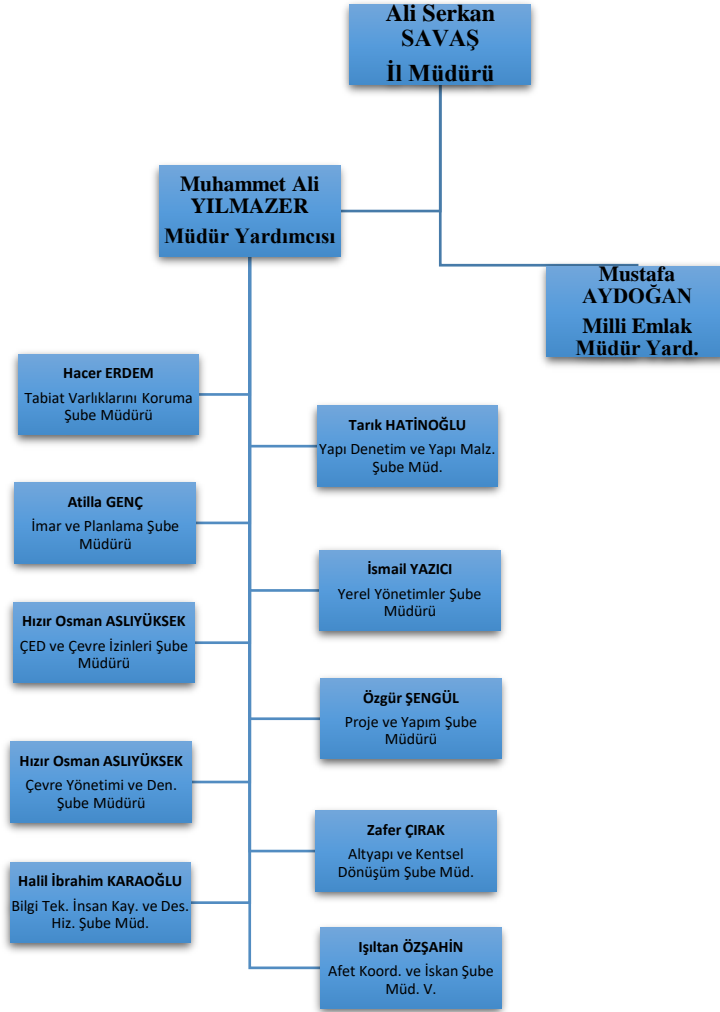 Ali Serkan
SAVAŞ
İl Müdürü
Muhammet Ali
YILMAZER
Müdür Yardımcısı
Mustafa
AYDOĞAN
Milli Emlak
Müdür Yard.
Hacer ERDEM
Tabiat Varlıklarını Koruma
Şube Müdürü
Tarık HATİNOĞLU
Yapı Denetim ve Yapı Malz.
Şube Müd.
Atilla GENÇ
İmar ve Planlama Şube
Müdürü
İsmail YAZICI
Yerel Yönetimler Şube
Müdürü
Hızır Osman ASLIYÜKSEK
ÇED ve Çevre İzinleri Şube
Müdürü
Özgür ŞENGÜL
Proje ve Yapım Şube
Müdürü
Hızır Osman ASLIYÜKSEK
Çevre Yönetimi ve Den.
Şube Müdürü
Zafer ÇIRAK
Altyapı ve Kentsel
Dönüşüm Şube Müd.
Halil İbrahim KARAOĞLU
Bilgi Tek. İnsan Kay. ve Des.
Hiz. Şube Müd.
Işıltan ÖZŞAHİN
Afet Koord. ve İskan Şube
Müd. V.